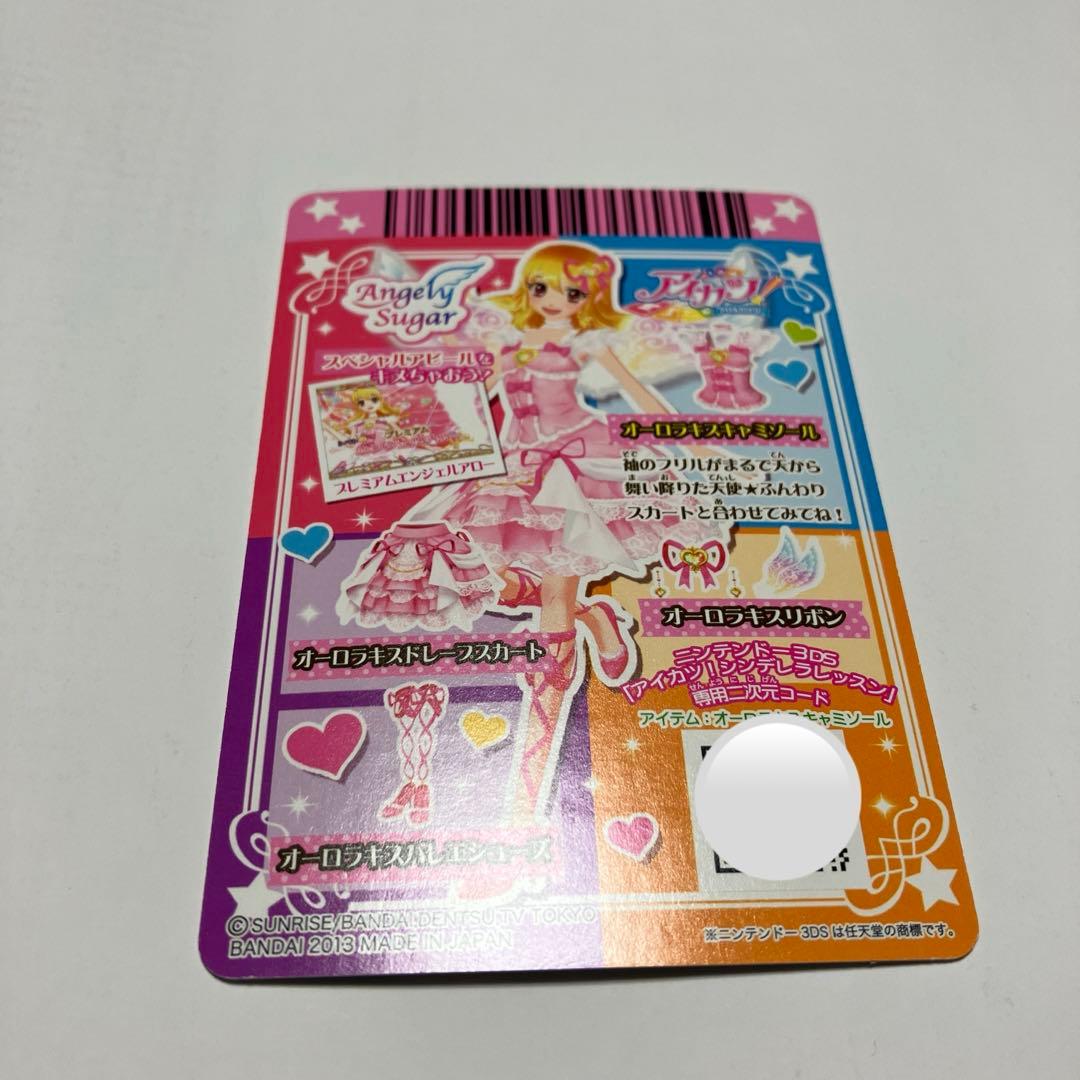 Angely
Sugar
アイカツ!
スペシャルアピールを
キメちゃおう!
プレミアム
プレミアムエンジェルアロー
オーロラキスキャミソール
袖のフリルがまるで天から
舞い降りた天使★ふんわり
スカートと合わせてみてね!
オーロラキスドレープスカート
オーロラキスリボン
ニンテンドー3DS
「アイカツ!シンデレラレッスン」
専用二次元コード
アイテム:オーロラキスキャミソール
オーロラキスバレエシューズ
©SUNRISE/BANDAI,DENTSU,TV TOKYO
BANDAI 2013 MADE IN JAPAN
※ニンテンドー3DSは任天堂の商標です。